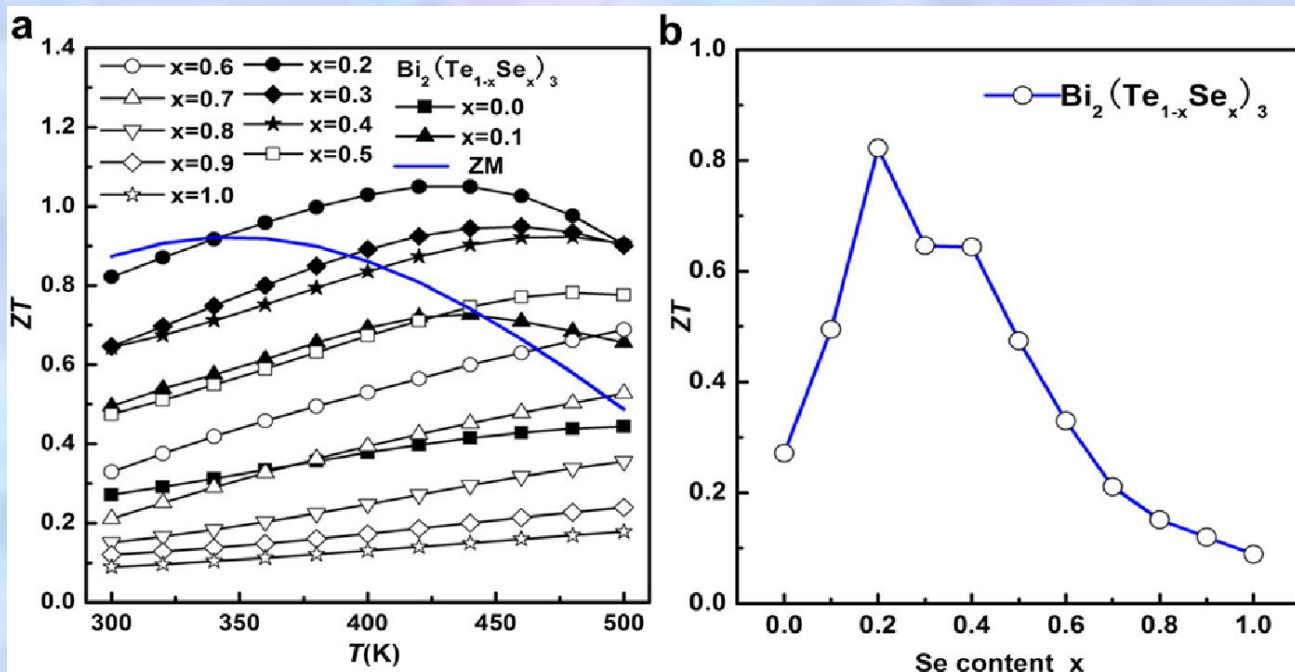 a
1.4
1.2
1.0
0.8
0.6
0.4
0.2
0.0
ZT
x=0.6
x=0.7
x=0.8
x=0.9
x=1.0
x=0.2
x=0.3
x=0.4
x=0.5
Bi₂(Te₁₋ₓSeₓ)₃
x=0.0
x=0.1
ZM
300 350 400 450 500
T(K)
b
1.0
0.8
0.6
0.4
0.2
0.0
ZT
Bi₂(Te₁₋ₓSeₓ)₃
0.0 0.2 0.4 0.6 0.8 1.0
Se content x